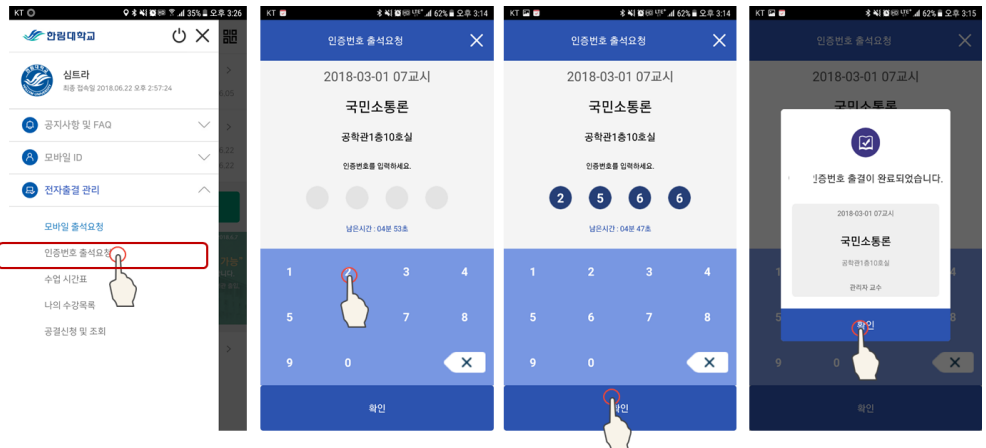 KT 35% 오후 3:26
한림대학교
심트라
최종 접속일 2018.06.22 오후 2:57:24
공지사항 및 FAQ
모바일 ID
전자출결 관리
모바일 출석요청
인증번호 출석요청
수업 시간표
나의 수강목록
공결신청 및 조회
KT 62% 오후 3:14
인증번호 출석요청
2018-03-01 07교시
국민소통론
공학관1층10호실
인증번호를 입력하세요.
남은시간 : 04분 53초
1 2 3 4
5 7 8
9 0
확인
KT 62% 오후 3:14
인증번호 출석요청
2018-03-01 07교시
국민소통론
공학관1층10호실
인증번호를 입력하세요.
2 5 6 6
남은시간 : 04분 47초
1 2 3 4
5 6 7 8
9 0
확인
KT 62% 오후 3:15
인증번호 출석요청
2018-03-01 07교시
국민소통론
인증번호 출결이 완료되었습니다.
2018-03-01 07교시
국민소통론
공학관1층10호실
관리자 교수
확인
4
5 8
9 0
확인